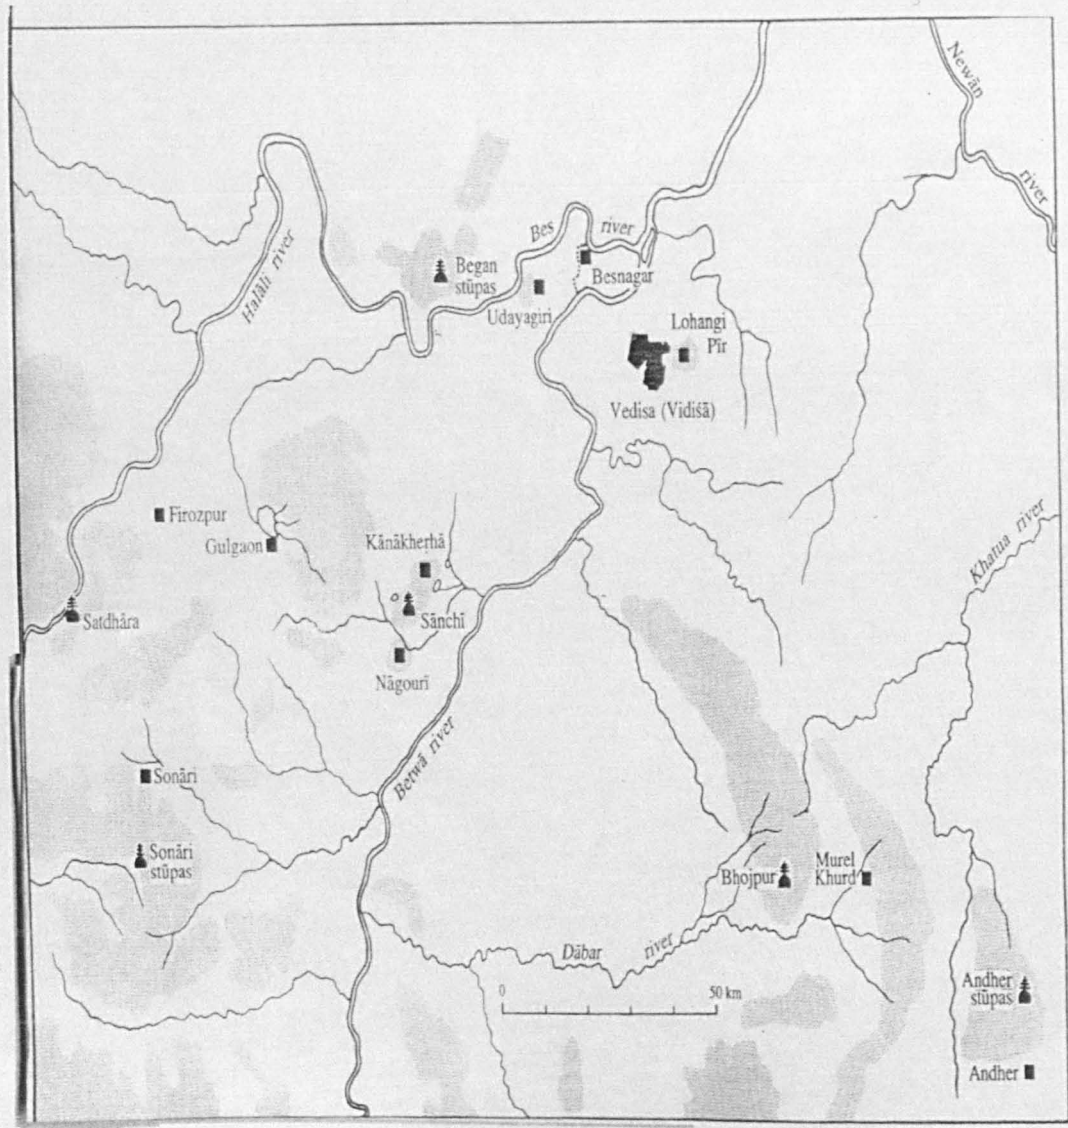 Newān
river
Halāli river
Bes
river
Began
stūpas
Besnagar
Udayagiri
Lohangi
Pīr
Vedisa (Vidiśā)
Firozpur
Gulgaon
Kānākherhā
Khatua river
Satdhāra
Sānchī
Nāgourī
Betwā river
Sonāri
Sonāri
stūpas
Bhojpur
Murel
Khurd
Dābar
river
0
50 km
Andher
stūpas
Andher